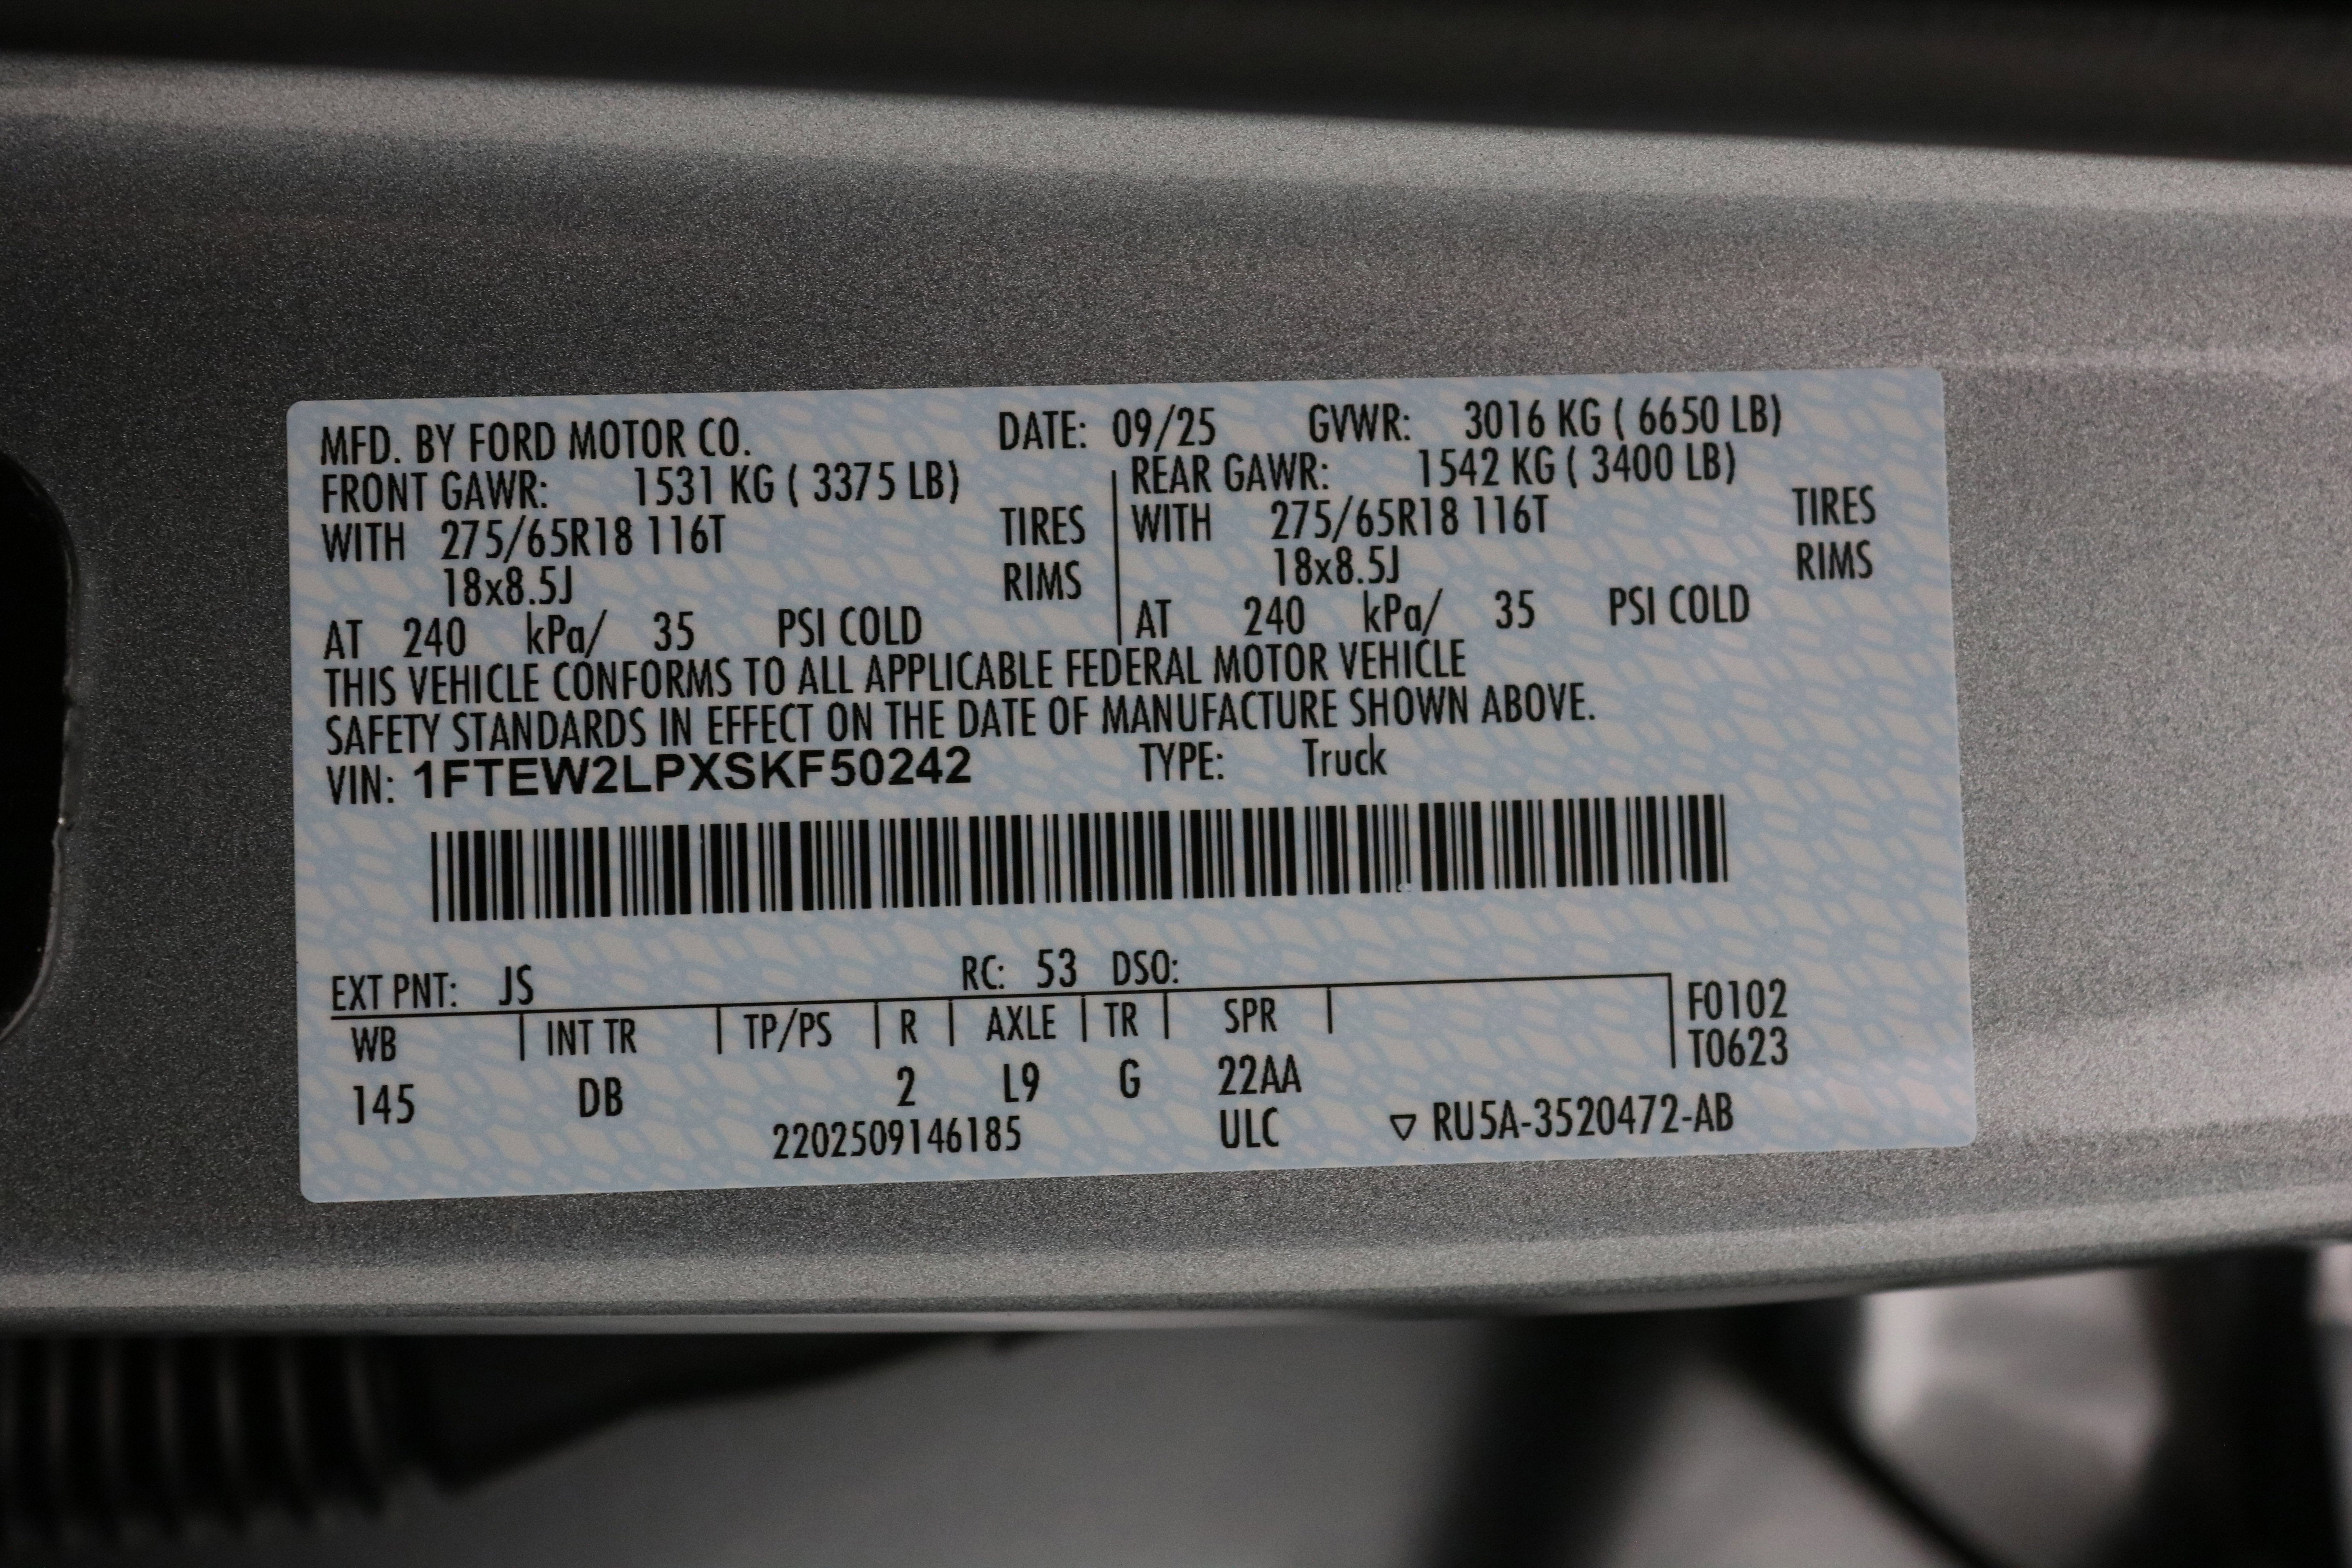 MFD. BY FORD MOTOR CO. DATE: 09/25 GVWR: 3016 KG ( 6650 LB)
FRONT GAWR: 1531 KG ( 3375 LB) REAR GAWR: 1542 KG ( 3400 LB)
WITH 275/65R18 116T TIRES WITH 275/65R18 116T TIRES
18x8.5J RIMS 18x8.5J RIMS
AT 240 kPa/ 35 PSI COLD AT 240 kPa/ 35 PSI COLD
THIS VEHICLE CONFORMS TO ALL APPLICABLE FEDERAL MOTOR VEHICLE
SAFETY STANDARDS IN EFFECT ON THE DATE OF MANUFACTURE SHOWN ABOVE.
VIN: 1FTEW2LPXSKF50242 TYPE: Truck
EXT PNT: JS RC: 53 DSO:
WB INT TR TP/PS R AXLE TR SPR F0102
T0623
145 DB 2 L9 G 22AA
2202509146185 ULC ▽ RU5A-3520472-AB